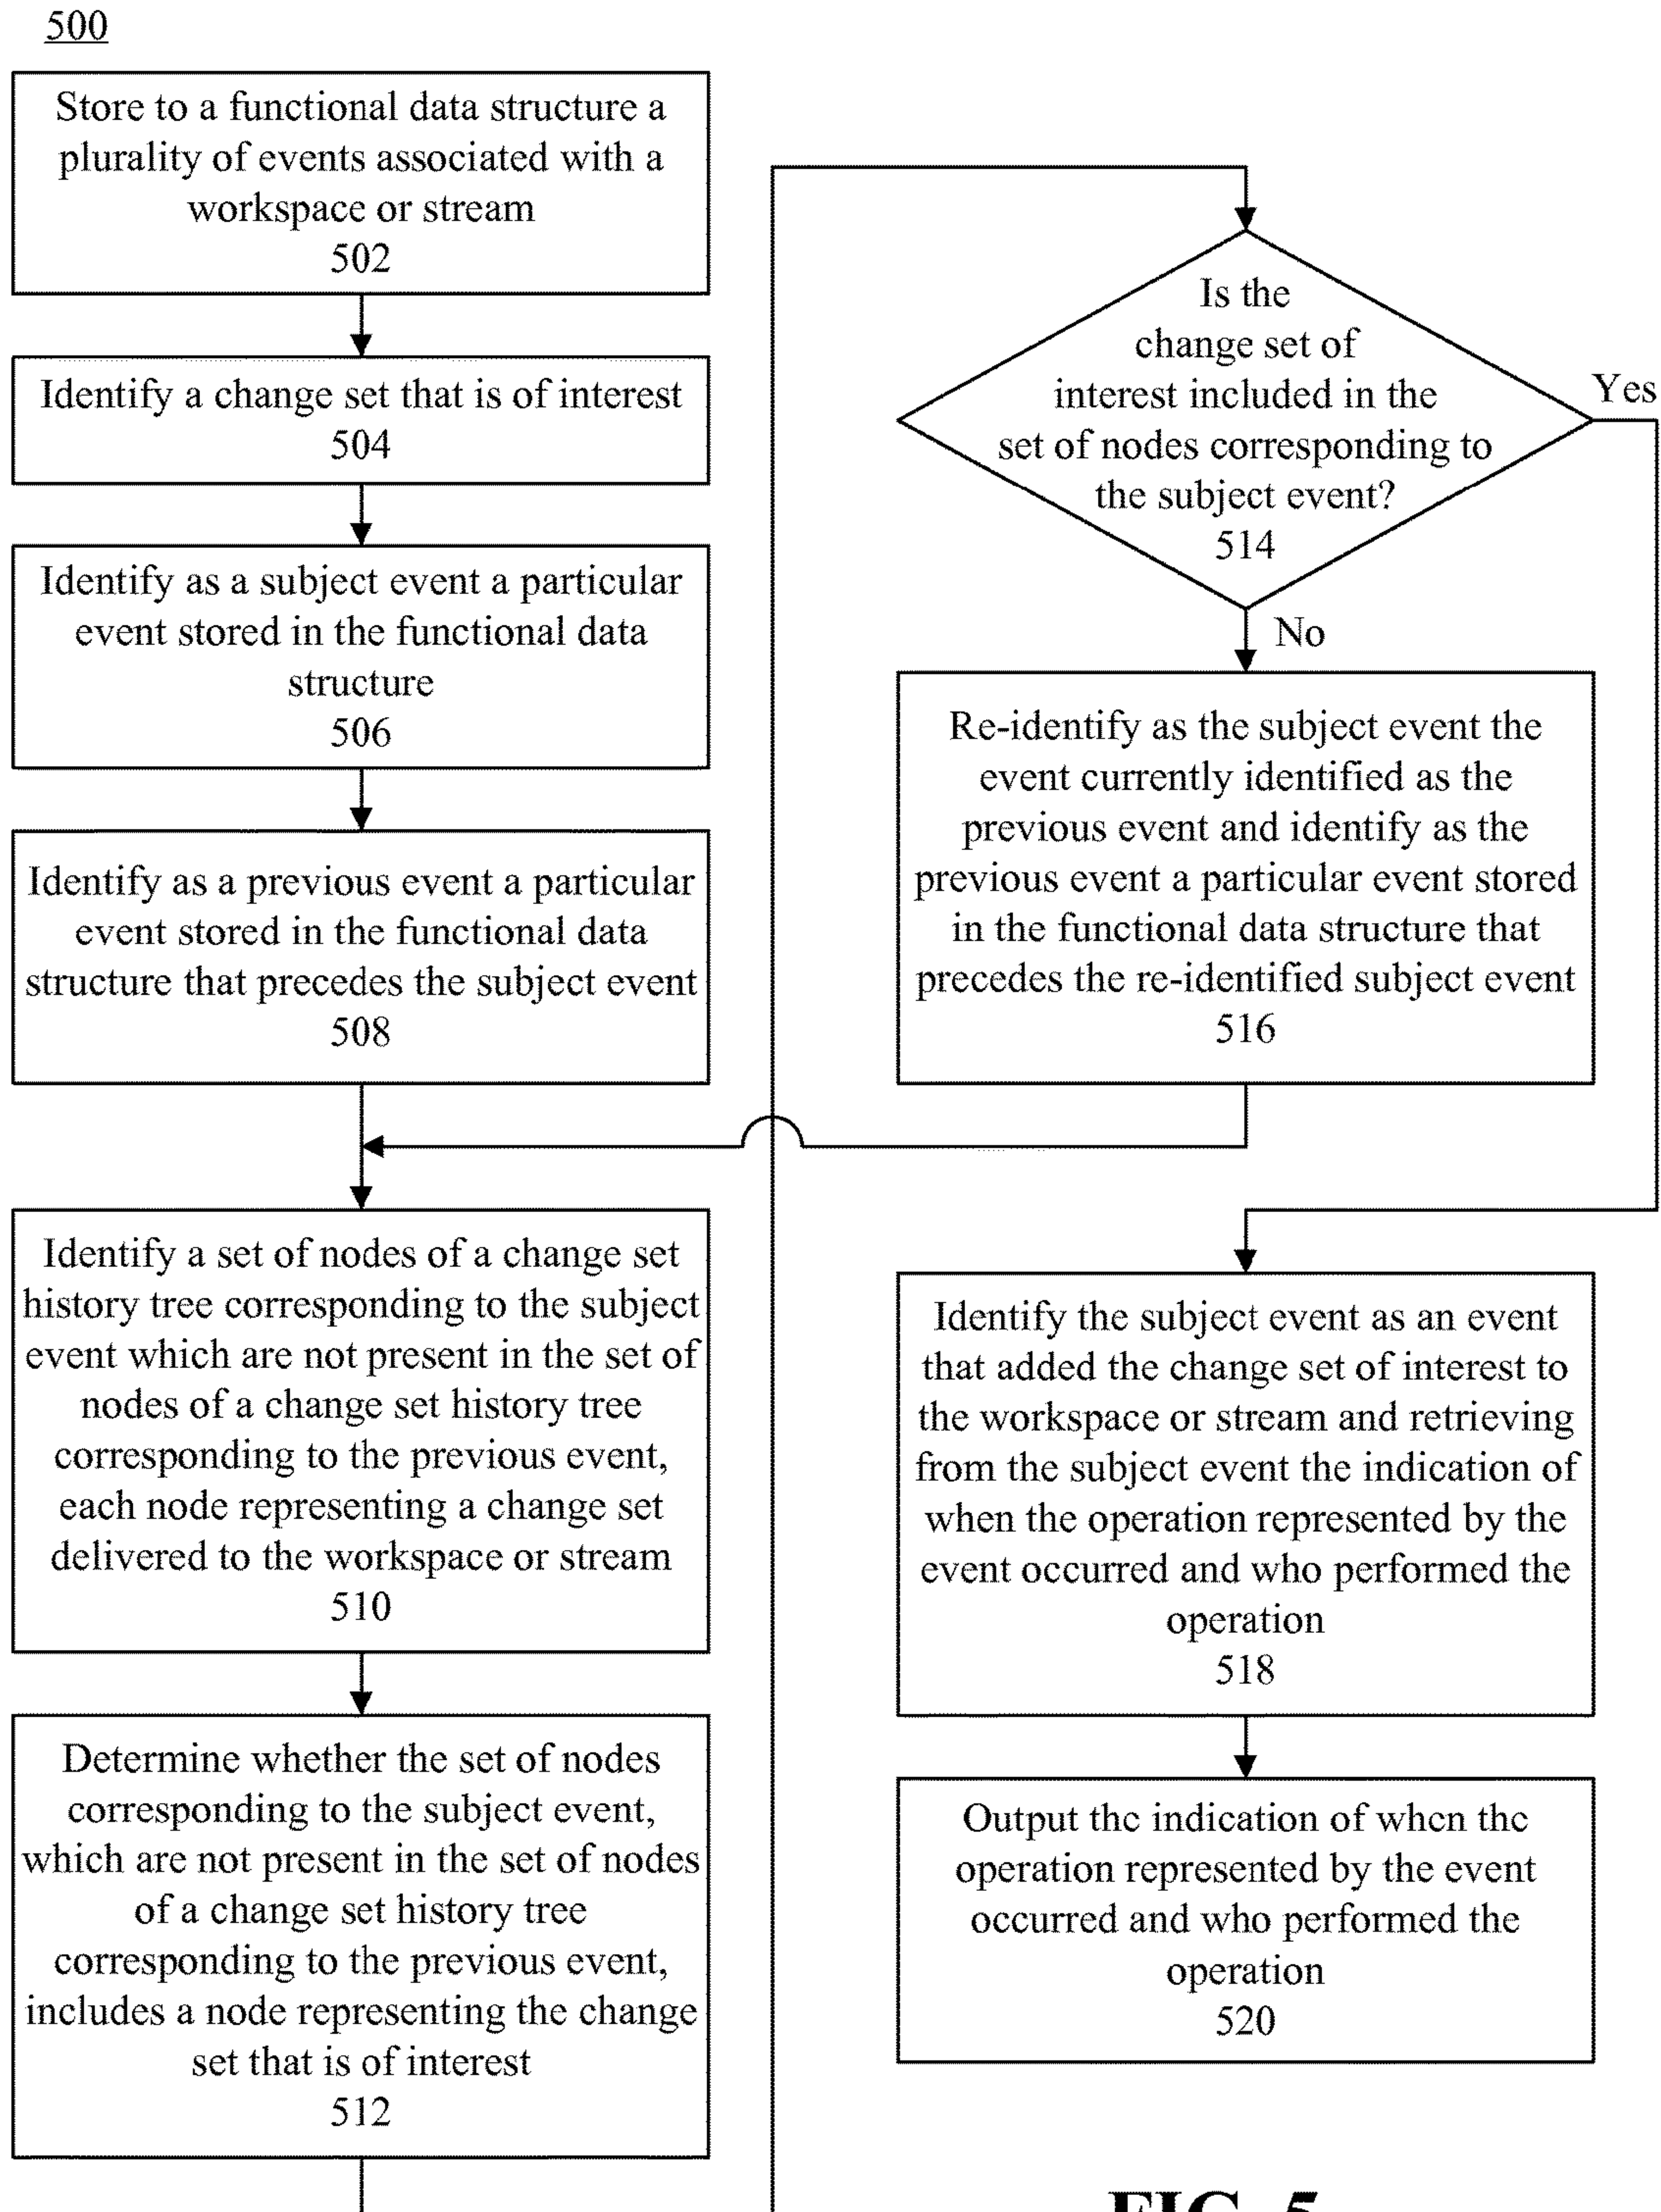 500
Store to a functional data structure a
plurality of events associated with a
workspace or stream
502
Identify a change set that is of interest
504
Identify as a subject event a particular
event stored in the functional data
structure
506
Identify as a previous event a particular
event stored in the functional data
structure that precedes the subject event
508
Identify a set of nodes of a change set
history tree corresponding to the subject
event which are not present in the set of
nodes of a change set history tree
corresponding to the previous event,
each node representing a change set
delivered to the workspace or stream
510
Determine whether the set of nodes
corresponding to the subject event,
which are not present in the set of nodes
of a change set history tree
corresponding to the previous event,
includes a node representing the change
set that is of interest
512
Is the
change set of
interest included in the
set of nodes corresponding to
the subject event?
514
Yes
No
Re-identify as the subject event the
event currently identified as the
previous event and identify as the
previous event a particular event stored
in the functional data structure that
precedes the re-identified subject event
516
Identify the subject event as an event
that added the change set of interest to
the workspace or stream and retrieving
from the subject event the indication of
when the operation represented by the
event occurred and who performed the
operation
518
Output the indication of when the
operation represented by the event
occurred and who performed the
operation
520
FIG. 5